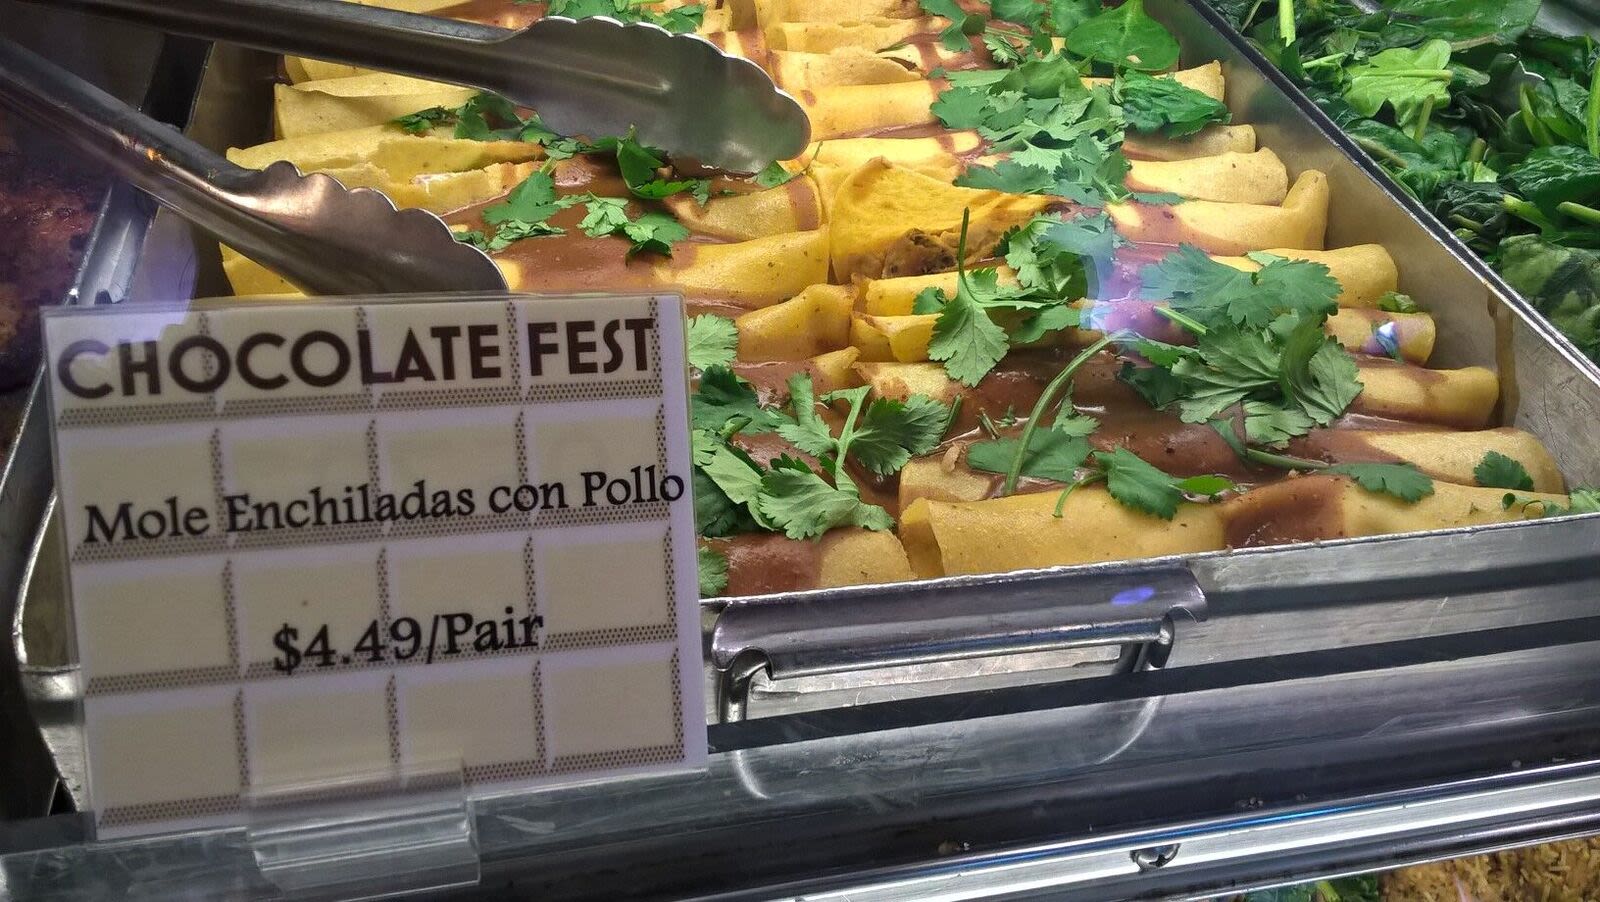 CHOCOLATE FEST
Mole Enchiladas con Pollo
$4.49/Pair